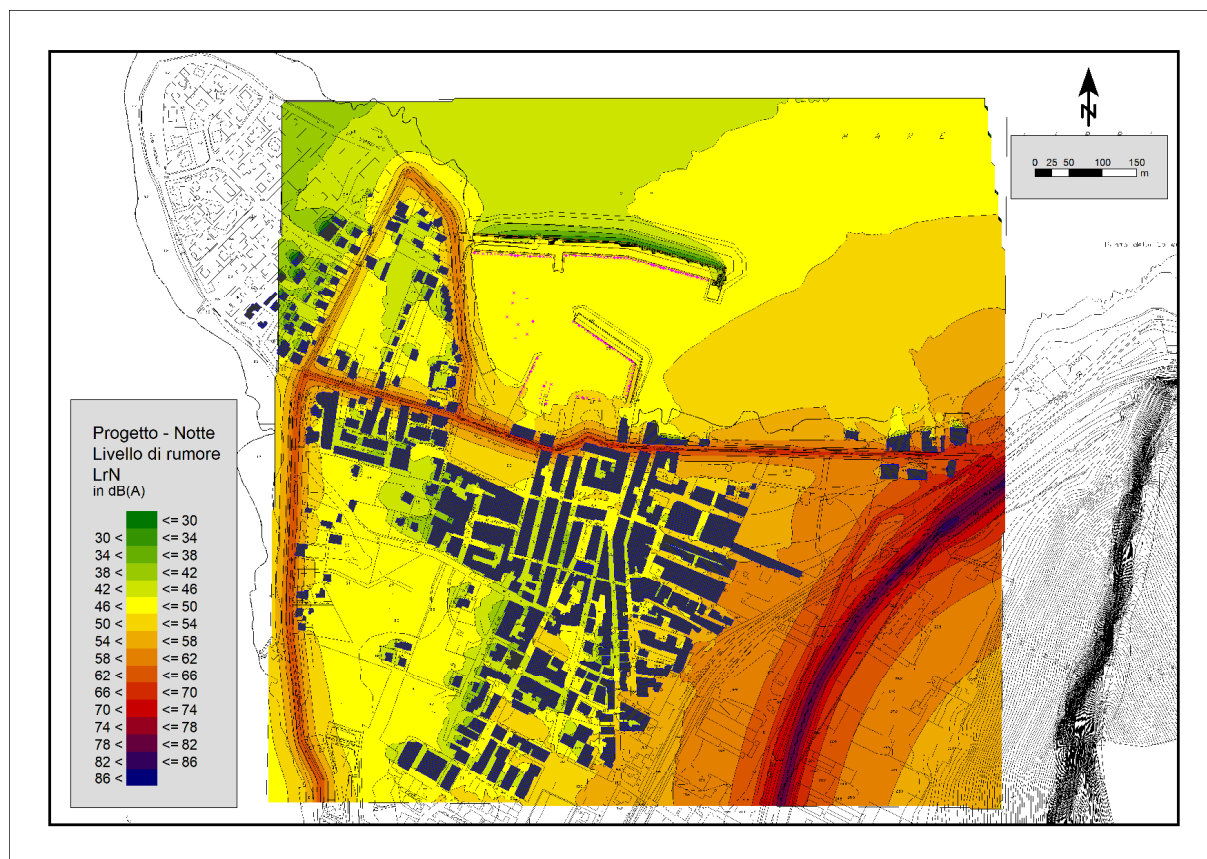 M A R E
N
0 25 50 100 150
m
Progetto - Notte
Livello di rumore
LrN
in dB(A)
<= 30
30 < <= 34
34 < <= 38
38 < <= 42
42 < <= 46
46 < <= 50
50 < <= 54
54 < <= 58
58 < <= 62
62 < <= 66
66 < <= 70
70 < <= 74
74 < <= 78
78 < <= 82
82 < <= 86
86 <